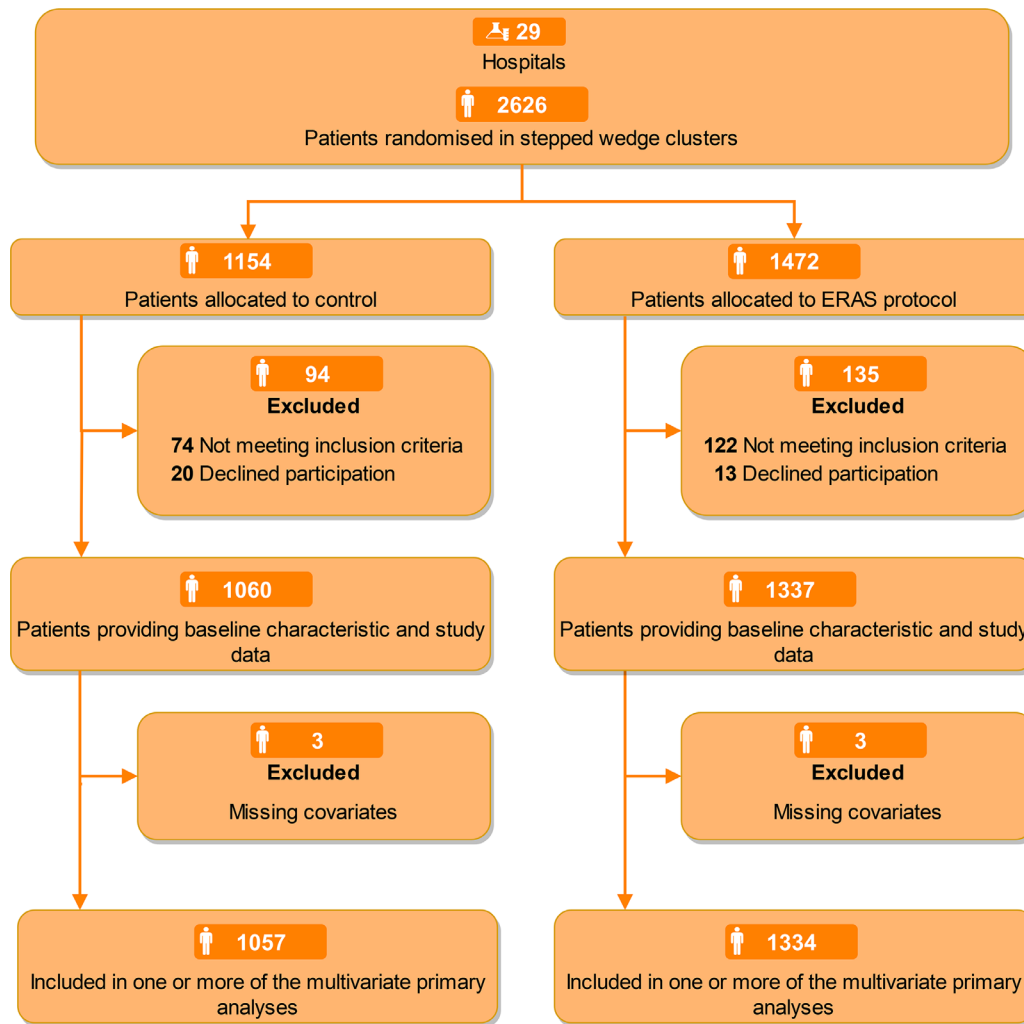 29
Hospitals
2626
Patients randomised in stepped wedge clusters
1154
Patients allocated to control
1472
Patients allocated to ERAS protocol
94
Excluded
74 Not meeting inclusion criteria
20 Declined participation
135
Excluded
122 Not meeting inclusion criteria
13 Declined participation
1060
Patients providing baseline characteristic and study
data
1337
Patients providing baseline characteristic and study
data
3
Excluded
Missing covariates
3
Excluded
Missing covariates
1057
Included in one or more of the multivariate primary
analyses
1334
Included in one or more of the multivariate primary
analyses